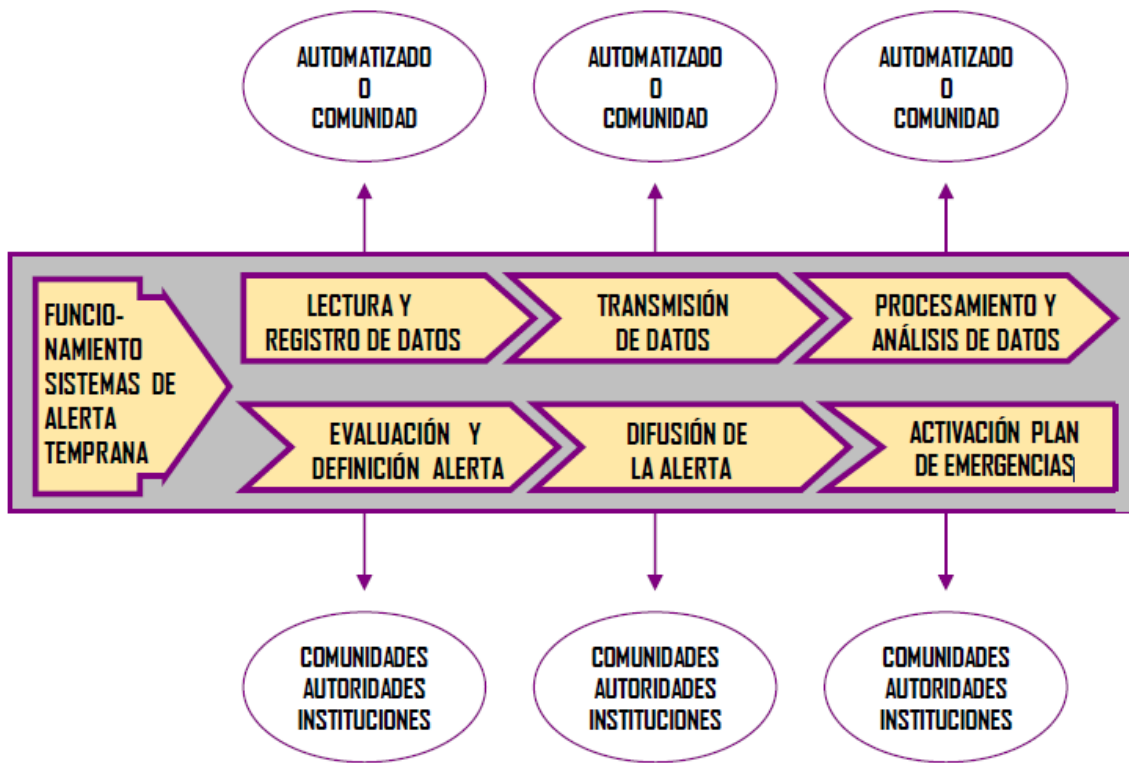 AUTOMATIZADO
O
COMUNIDAD
AUTOMATIZADO
O
COMUNIDAD
AUTOMATIZADO
O
COMUNIDAD
FUNCIO-
NAMIENTO
SISTEMAS DE
ALERTA
TEMPRANA
LECTURA Y
REGISTRO DE DATOS
TRANSMISIÓN
DE DATOS
PROCESAMIENTO Y
ANÁLISIS DE DATOS
EVALUACIÓN Y
DEFINICIÓN ALERTA
DIFUSIÓN DE
LA ALERTA
ACTIVACIÓN PLAN
DE EMERGENCIAS
COMUNIDADES
AUTORIDADES
INSTITUCIONES
COMUNIDADES
AUTORIDADES
INSTITUCIONES
COMUNIDADES
AUTORIDADES
INSTITUCIONES